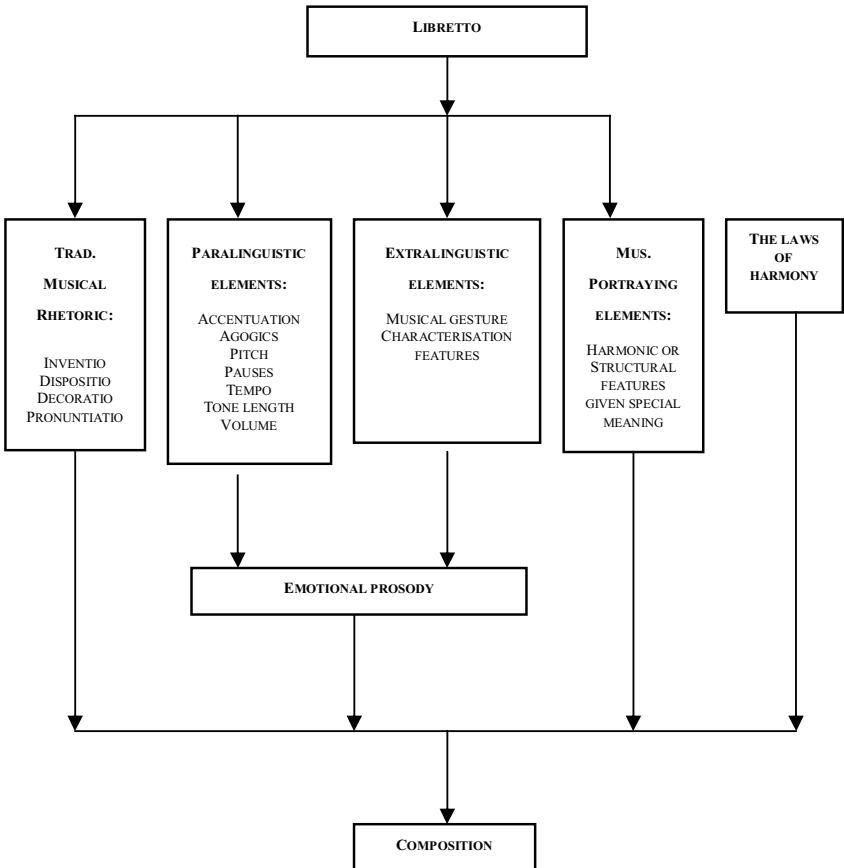 LIBRETTO
TRAD.
MUSICAL
RHETORIC:
INVENTIO
DISPOSITIO
DECORATIO
PRONUNTIATIO
PARALINGUISTIC
ELEMENTS:
ACCENTUATION
AGOGICS
PITCH
PAUSES
TEMPO
TONE LENGTH
VOLUME
EXTRALINGUISTIC
ELEMENTS:
MUSICAL GESTURE
CHARACTERISATION
FEATURES
MUS.
PORTRAYING
ELEMENTS:
HARMONIC OR
STRUCTURAL
FEATURES
GIVEN SPECIAL
MEANING
THE LAWS
OF
HARMONY
EMOTIONAL PROSODY
COMPOSITION